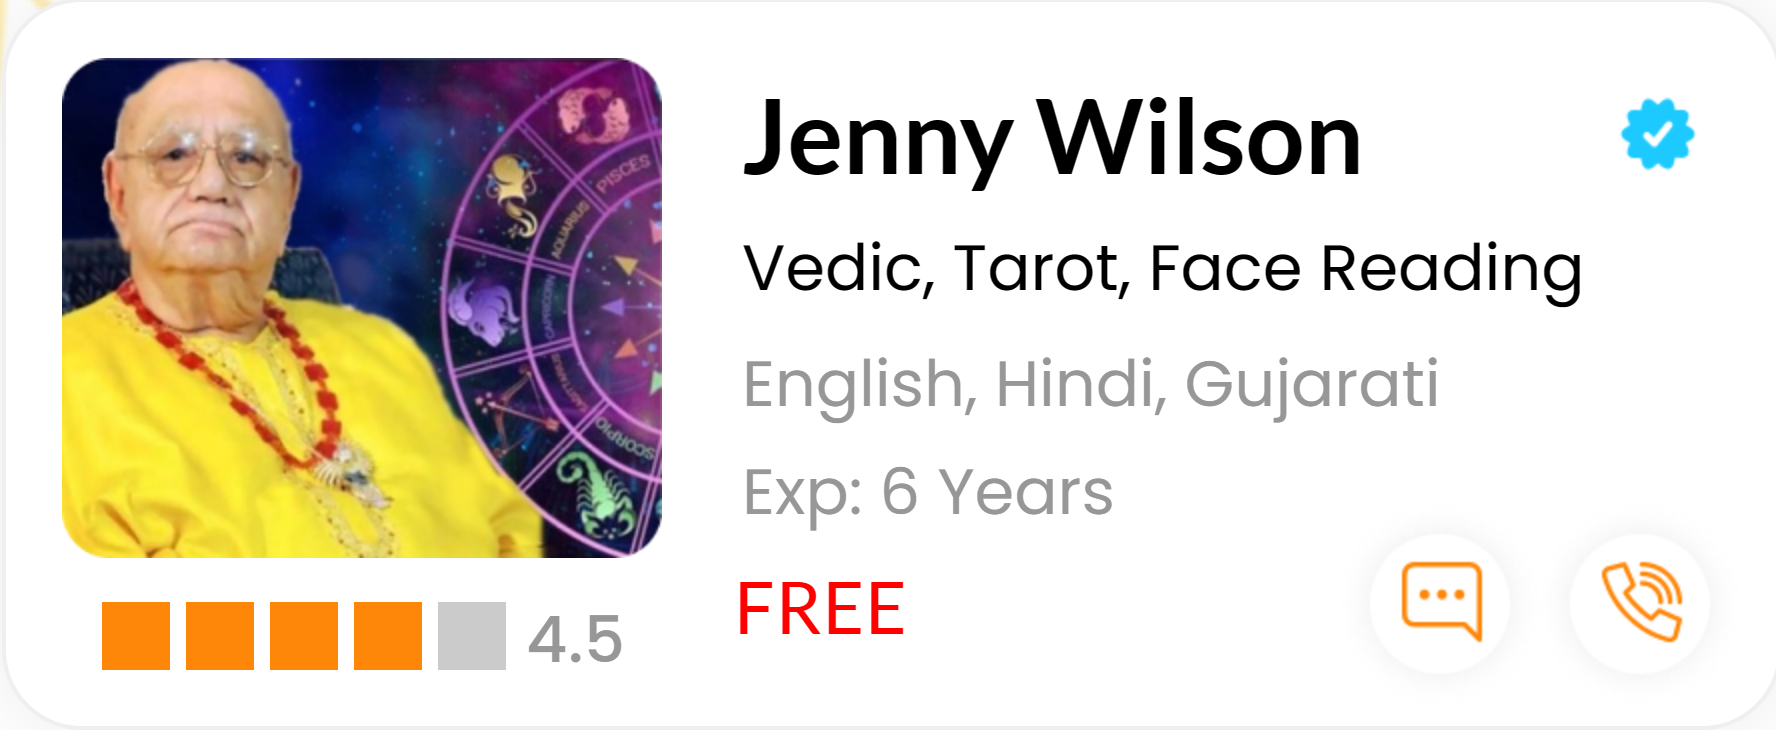 Jenny Wilson
Vedic, Tarot, Face Reading
English, Hindi, Gujarati
Exp: 6 Years
FREE
4.5
PISCES
AQUARIUS
CAPRICORN
SAGITTARIUS
SCORPIO